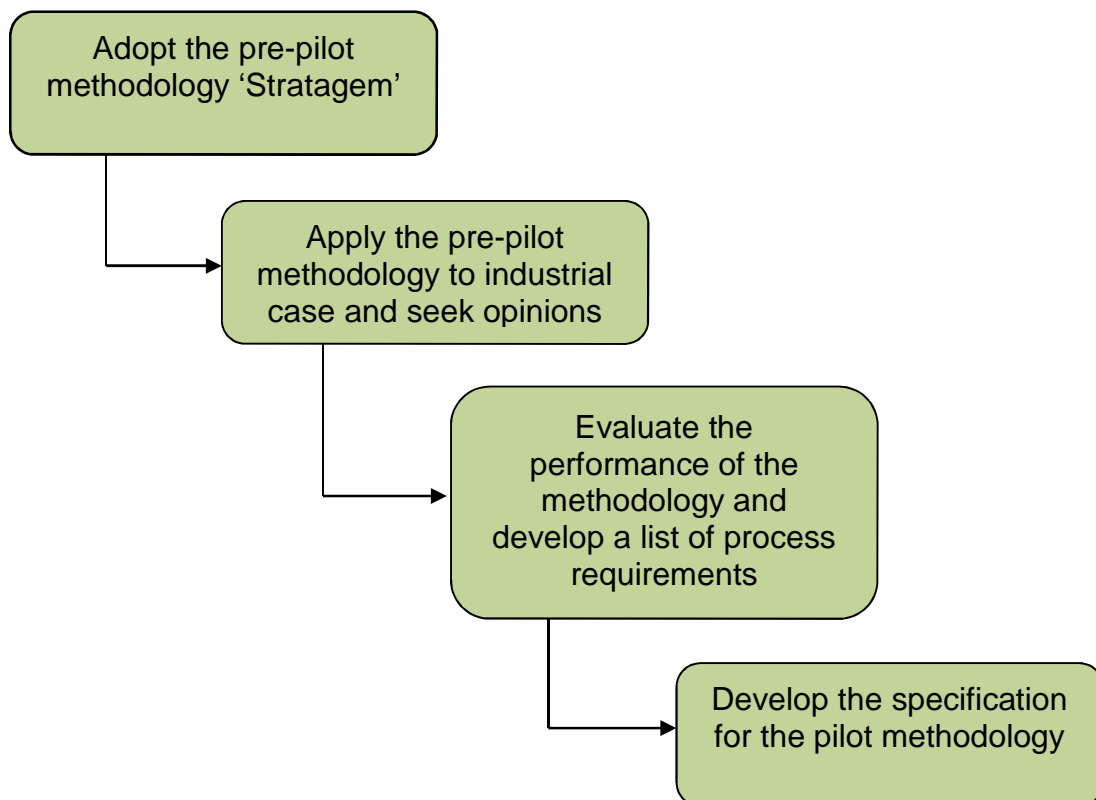 Adopt the pre-pilot
methodology ‘Stratagem’
Apply the pre-pilot
methodology to industrial
case and seek opinions
Evaluate the
performance of the
methodology and
develop a list of process
requirements
Develop the specification
for the pilot methodology